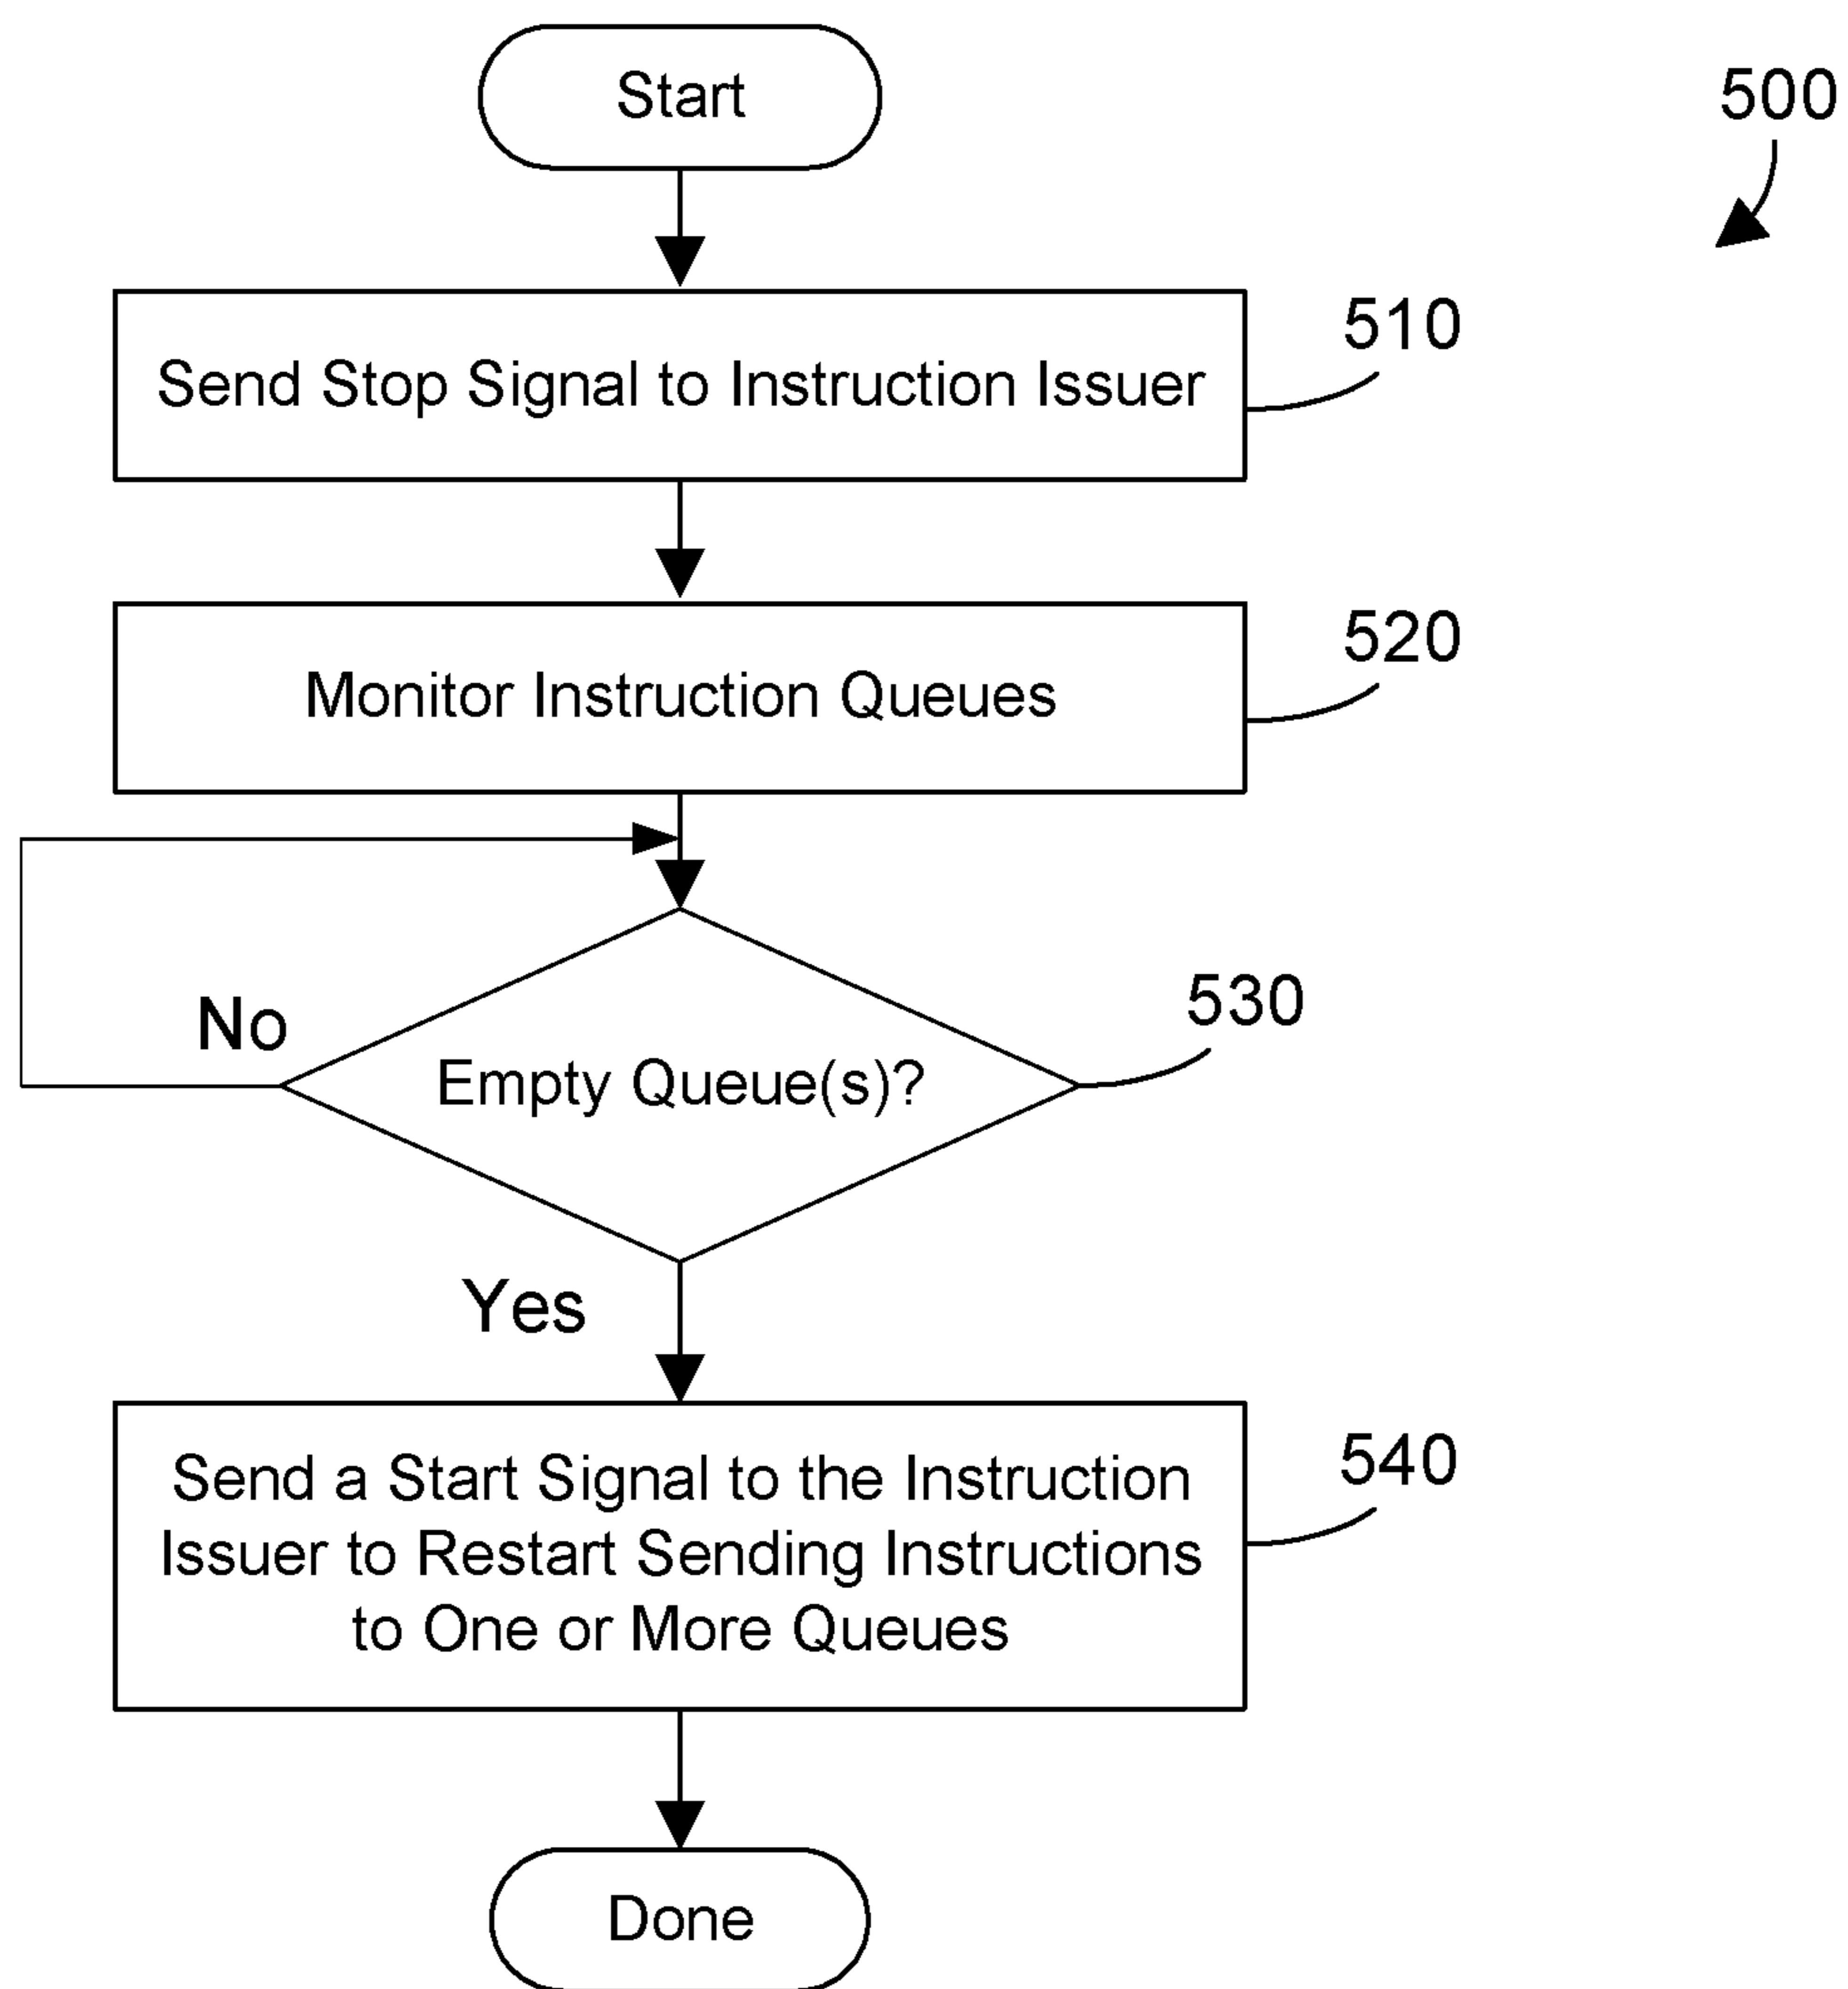 Start
500
Send Stop Signal to Instruction Issuer
510
Monitor Instruction Queues
520
No
Empty Queue(s)?
530
Yes
Send a Start Signal to the Instruction
Issuer to Restart Sending Instructions
to One or More Queues
540
Done